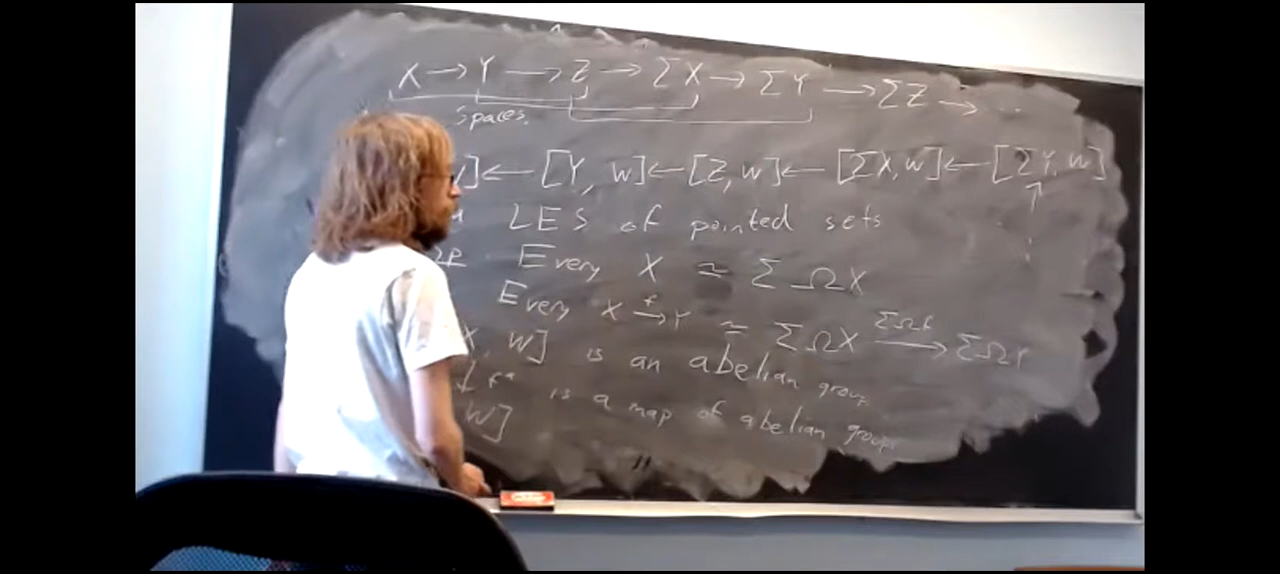 X → Y → Z → ΣX → ΣY → ΣZ → ...
Spaces.
W] ← [Y, W] ← [Z, W] ← [ΣX, W] ← [ΣY, W]
LES of pointed sets
Every X ≃ Σ Ω X
Every X →f Y ≃ ΣΩX →ΣΩf ΣΩY
X, W] is an abelian group
↓ f* is a map of abelian groups
W]